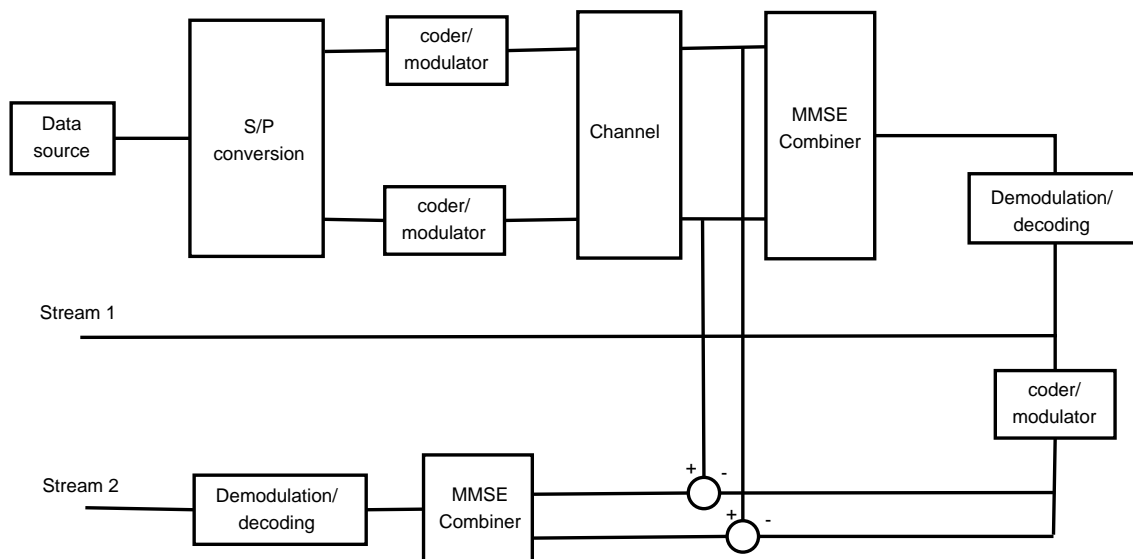 Data
source
S/P
conversion
coder/
modulator
coder/
modulator
Channel
MMSE
Combiner
Demodulation/
decoding
Stream 1
coder/
modulator
Stream 2
Demodulation/
decoding
MMSE
Combiner
+
-
+
-